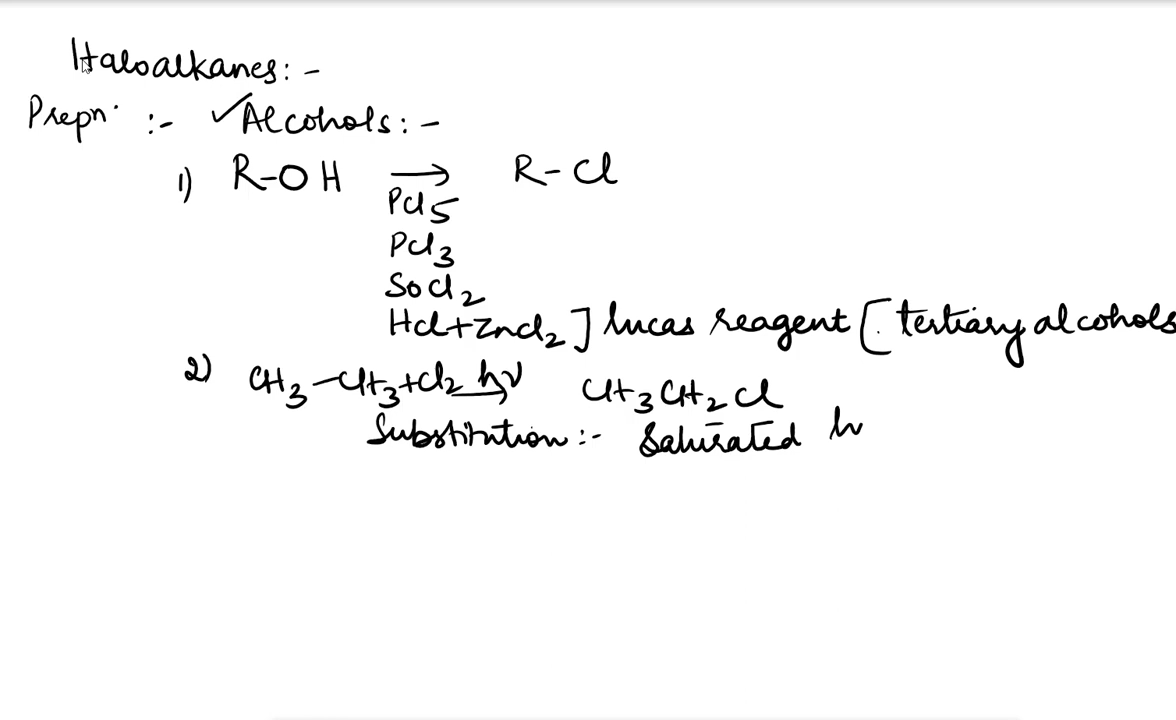 Haloalkanes:-
Prepn. :- ✓Alcohols:-
1) R-OH → R-Cl
PCl5
PCl3
SOCl2
HCl+ZnCl2] lucas reagent [tertiary alcohols
2) CH3-CH3+Cl2 hν→ CH3CH2Cl
Substitution:- Saturated